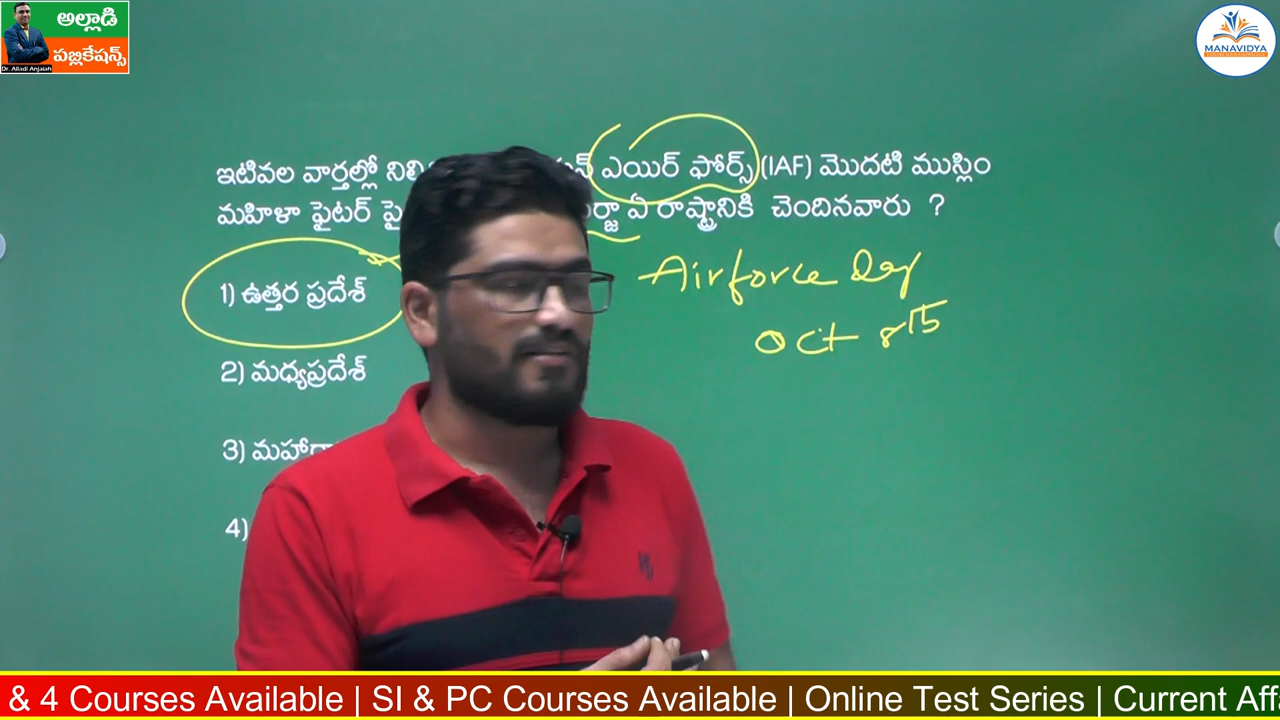 అల్లాడి
పబ్లికేషన్స్
Dr. Alladi Anjaiah
MANAVIDYA
ఇటీవల వార్తల్లో ఎయిర్ ఫోర్స్ (IAF) మొదటి ముస్లిం
మహిళా ఫైటర్ ఏ రాష్ట్రానికి చెందినవారు ?
1) ఉత్తర ప్రదేశ్
Airforce Day
Oct 8th
2) మధ్యప్రదేశ్
3)
4)
& 4 Courses Available | SI & PC Courses Available | Online Test Series | Current Aff